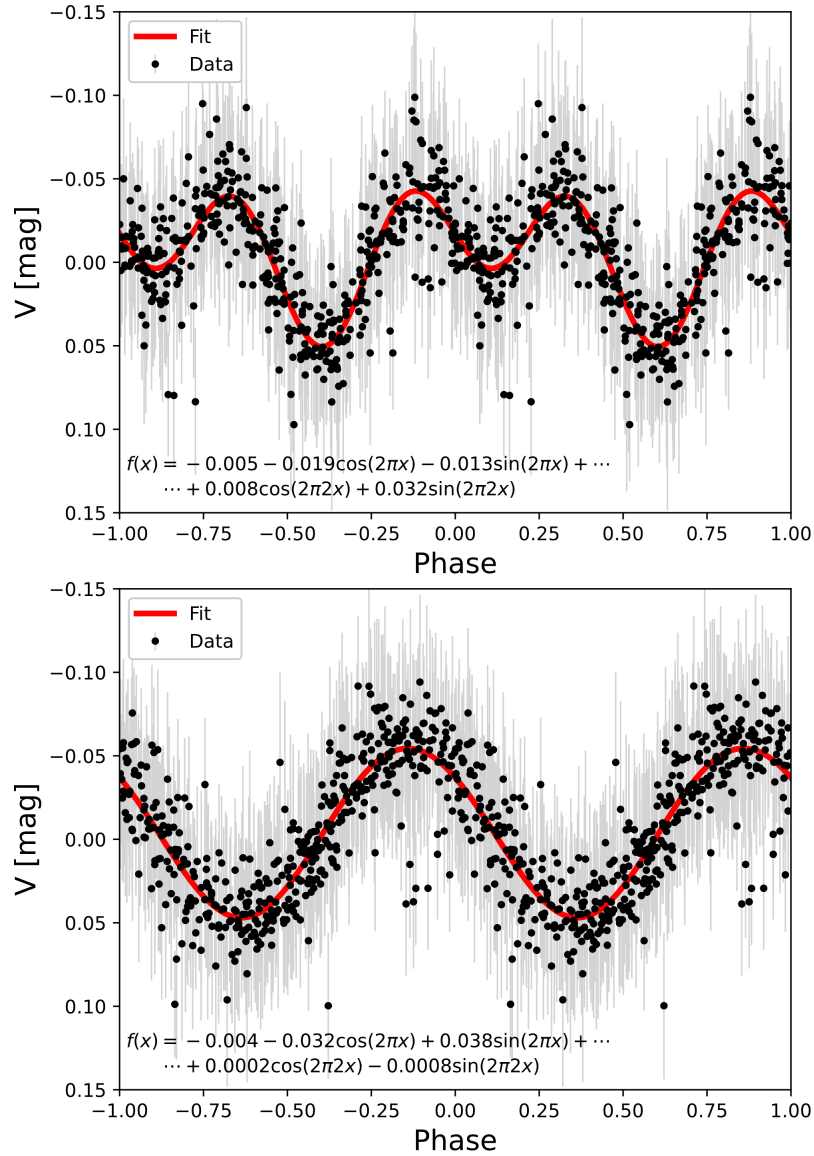 −0.15
Fit
Data
−0.10
−0.05
0.00
0.05
0.10
0.15
V [mag]
f(x) = − 0.005 − 0.019cos(2πx) − 0.013sin(2πx) + ⋯
⋯ + 0.008cos(2π2x) + 0.032sin(2π2x)
−1.00 −0.75 −0.50 −0.25 0.00 0.25 0.50 0.75 1.00
Phase
−0.15
Fit
Data
−0.10
−0.05
0.00
0.05
0.10
0.15
V [mag]
f(x) = − 0.004 − 0.032cos(2πx) + 0.038sin(2πx) + ⋯
⋯ + 0.0002cos(2π2x) − 0.0008sin(2π2x)
−1.00 −0.75 −0.50 −0.25 0.00 0.25 0.50 0.75 1.00
Phase